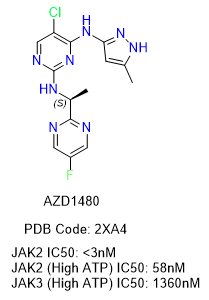 Cl
H
N
N
NH
N
N
HN
(S)
N
N
F
AZD1480
PDB Code: 2XA4
JAK2 IC50: <3nM
JAK2 (High ATP) IC50: 58nM
JAK3 (High ATP) IC50: 1360nM